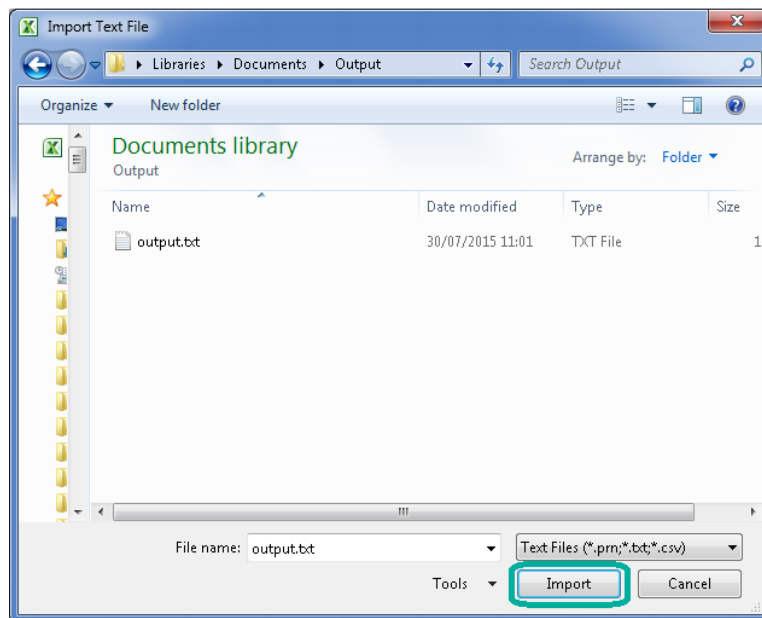 Import Text File
Libraries Documents Output Search Output
Organize New folder
Documents library
Output
Arrange by: Folder
Name Date modified Type Size
output.txt 30/07/2015 11:01 TXT File 1
File name: output.txt Text Files (*.prn;*.txt;*.csv)
Tools Import Cancel